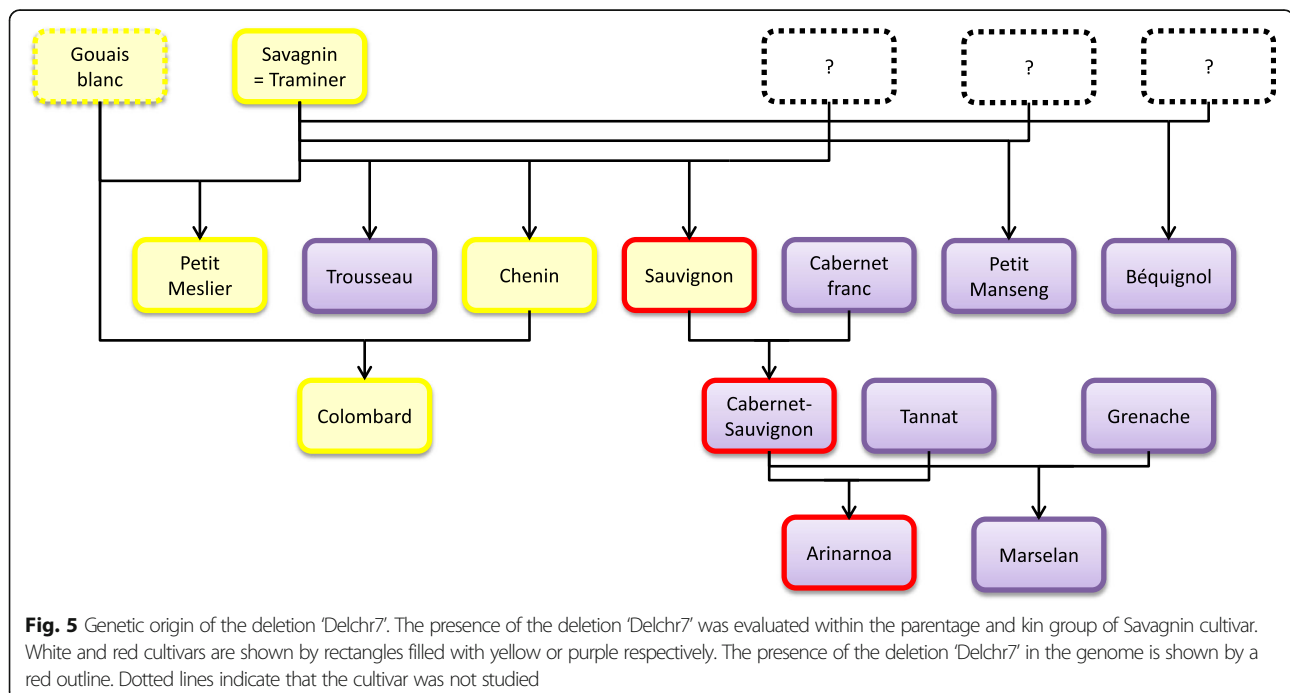 Gouais
blanc
Savagnin
= Traminer
?
?
?
Petit
Meslier
Trousseau
Chenin
Sauvignon
Cabernet
franc
Petit
Manseng
Béquignol
Colombard
Cabernet-
Sauvignon
Tannat
Grenache
Arinarnoa
Marselan
Fig. 5 Genetic origin of the deletion ‘Delchr7’. The presence of the deletion ‘Delchr7’ was evaluated within the parentage and kin group of Savagnin cultivar.
White and red cultivars are shown by rectangles filled with yellow or purple respectively. The presence of the deletion ‘Delchr7’ in the genome is shown by a
red outline. Dotted lines indicate that the cultivar was not studied